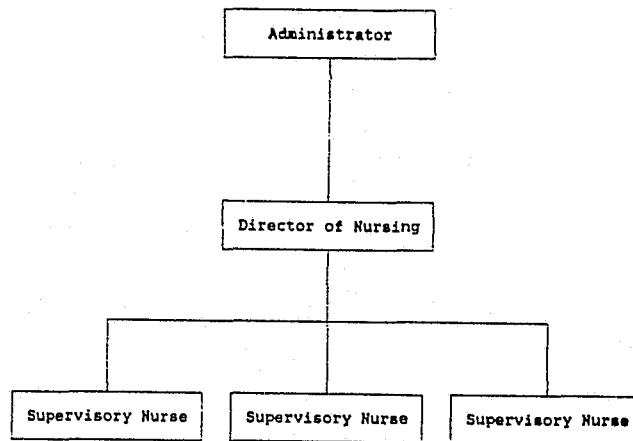 Administrator
Director of Nursing
Supervisory Nurse
Supervisory Nurse
Supervisory Nurse